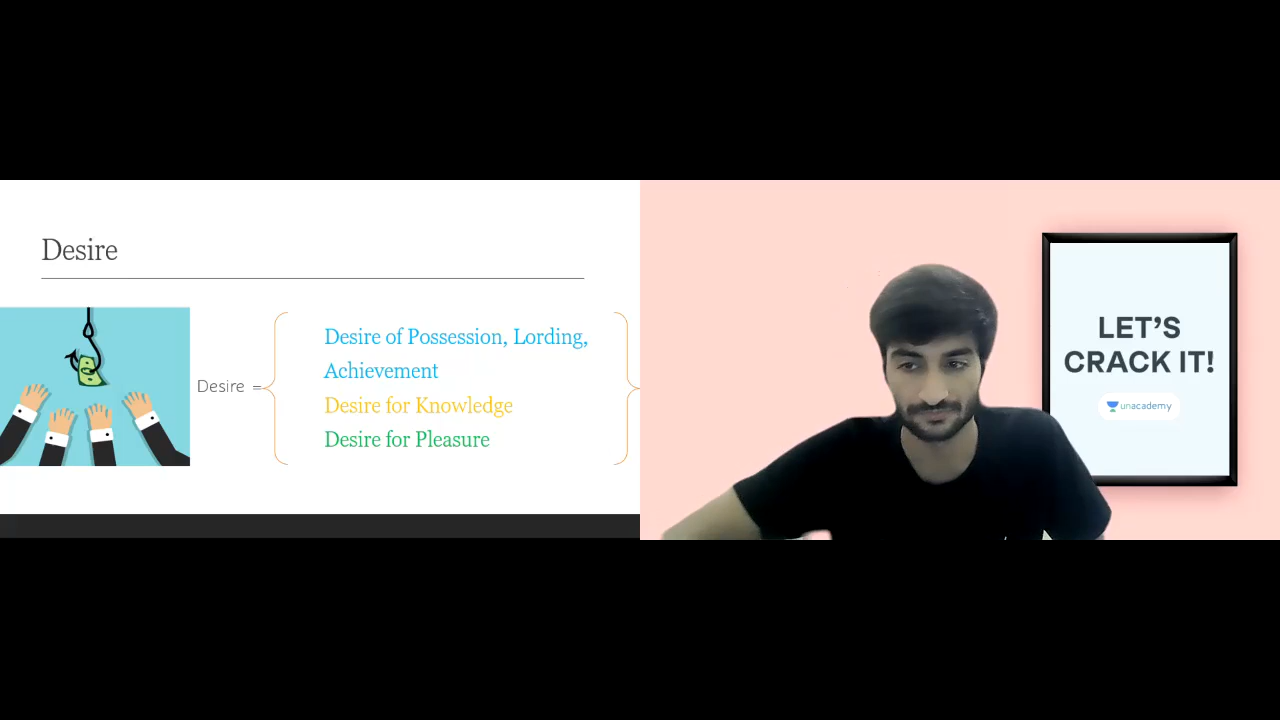 Desire
Desire =
Desire of Possession, Lording,
Achievement
Desire for Knowledge
Desire for Pleasure
LET'S
CRACK IT!
unacademy